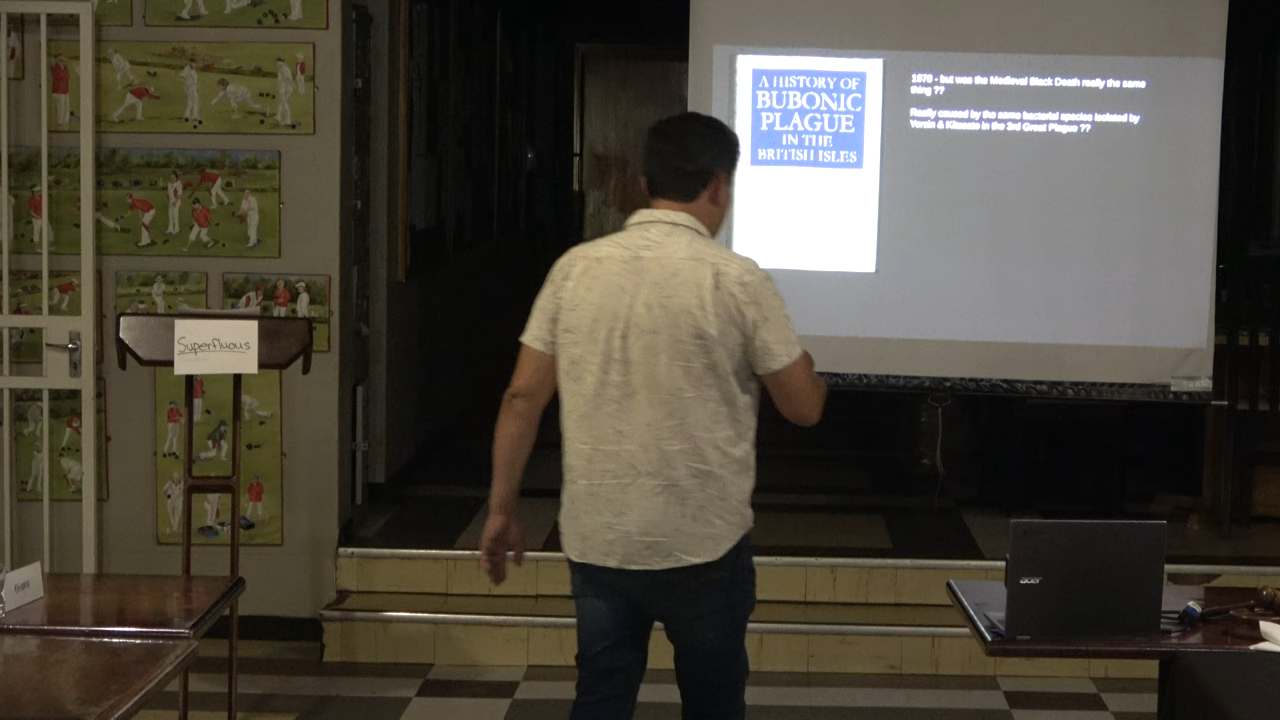 A HISTORY OF
BUBONIC
PLAGUE
IN THE
BRITISH ISLES
1970 - but was the Medieval Black Death really the same
thing ??
Really caused by the same bacterial species isolated by
Yersin & Kitasato in the 3rd Great Plague ??
Superfluous
acer